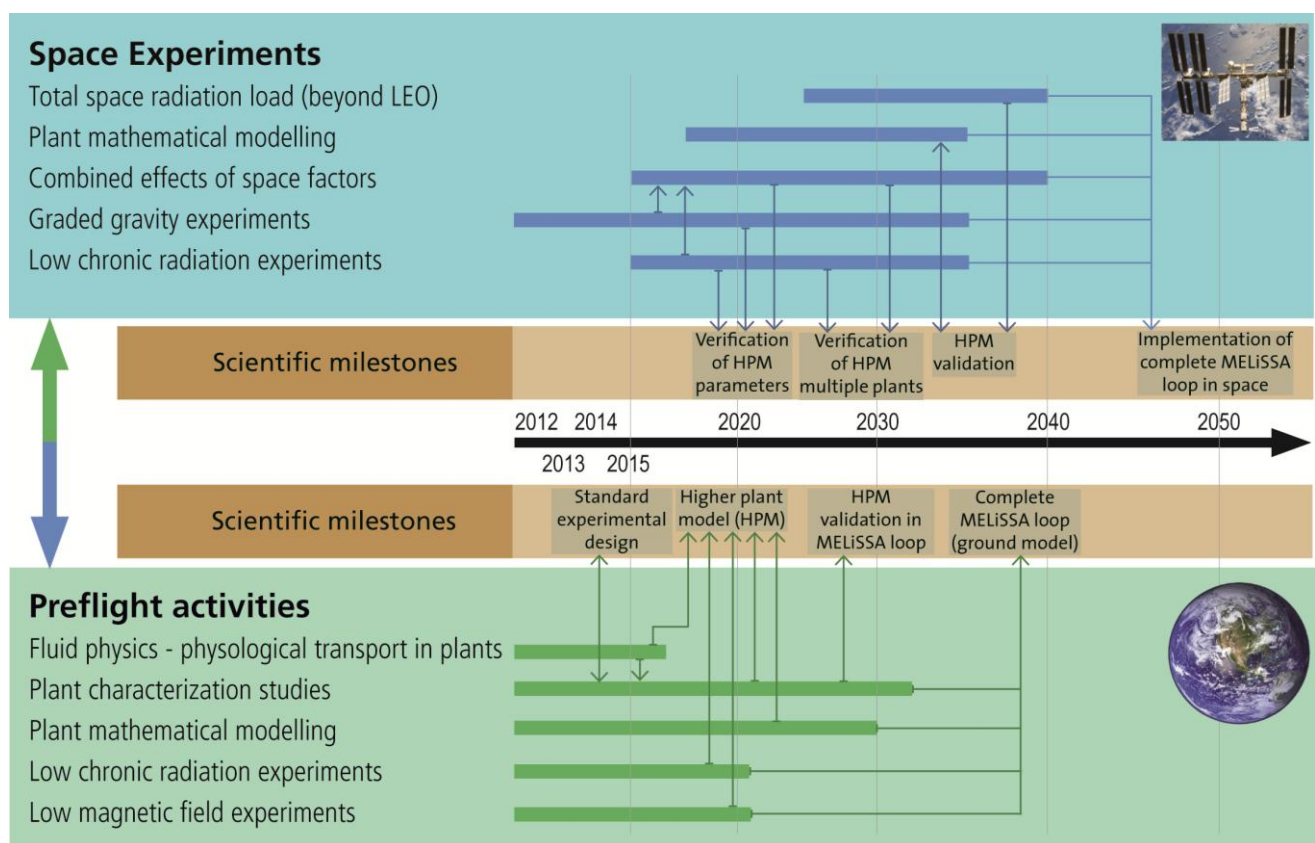 Space Experiments
Total space radiation load (beyond LEO)
Plant mathematical modelling
Combined effects of space factors
Graded gravity experiments
Low chronic radiation experiments
Scientific milestones
Verification
of HPM
parameters
Verification
of HPM
multiple plants
HPM
validation
Implementation of
complete MELiSSA
loop in space
2012 2014 2020 2030 2040 2050
2013 2015
Scientific milestones
Standard
experimental
design
Higher plant
model (HPM)
HPM
validation in
MELiSSA loop
Complete
MELiSSA loop
(ground model)
Preflight activities
Fluid physics - physological transport in plants
Plant characterization studies
Plant mathematical modelling
Low chronic radiation experiments
Low magnetic field experiments